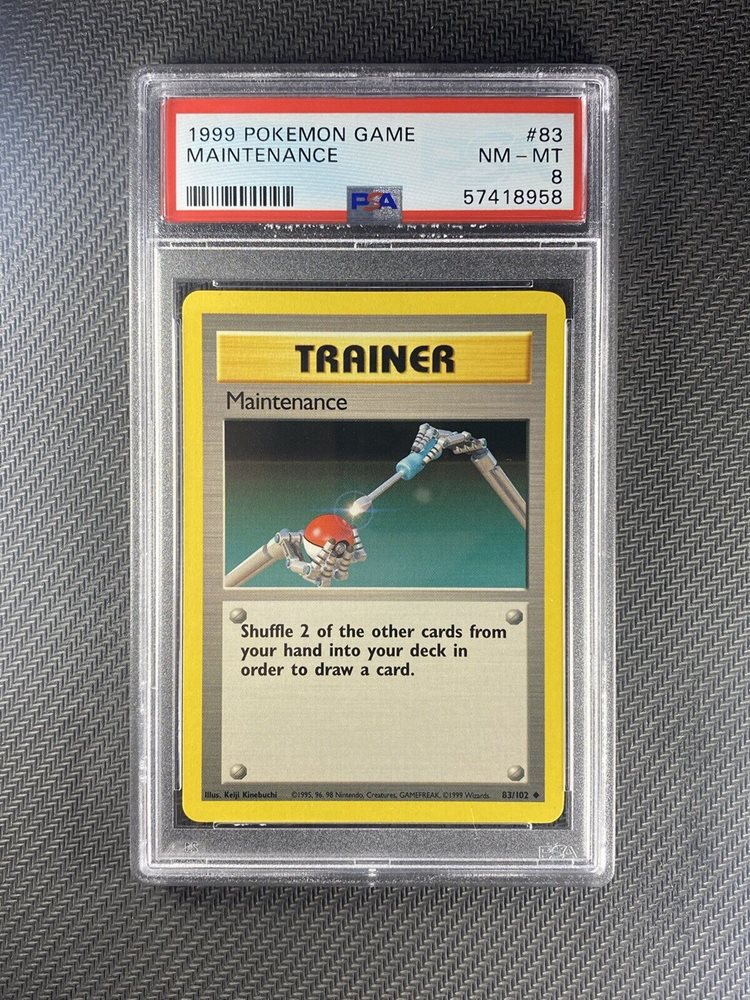 1999 POKEMON GAME #83
MAINTENANCE NM - MT
8
PSA 57418958
TRAINER
Maintenance
Shuffle 2 of the other cards from
your hand into your deck in
order to draw a card.
Illus. Keiji Kinebuchi ©1995, 96, 98 Nintendo, Creatures, GAMEFREAK. ©1999 Wizards. 83/102